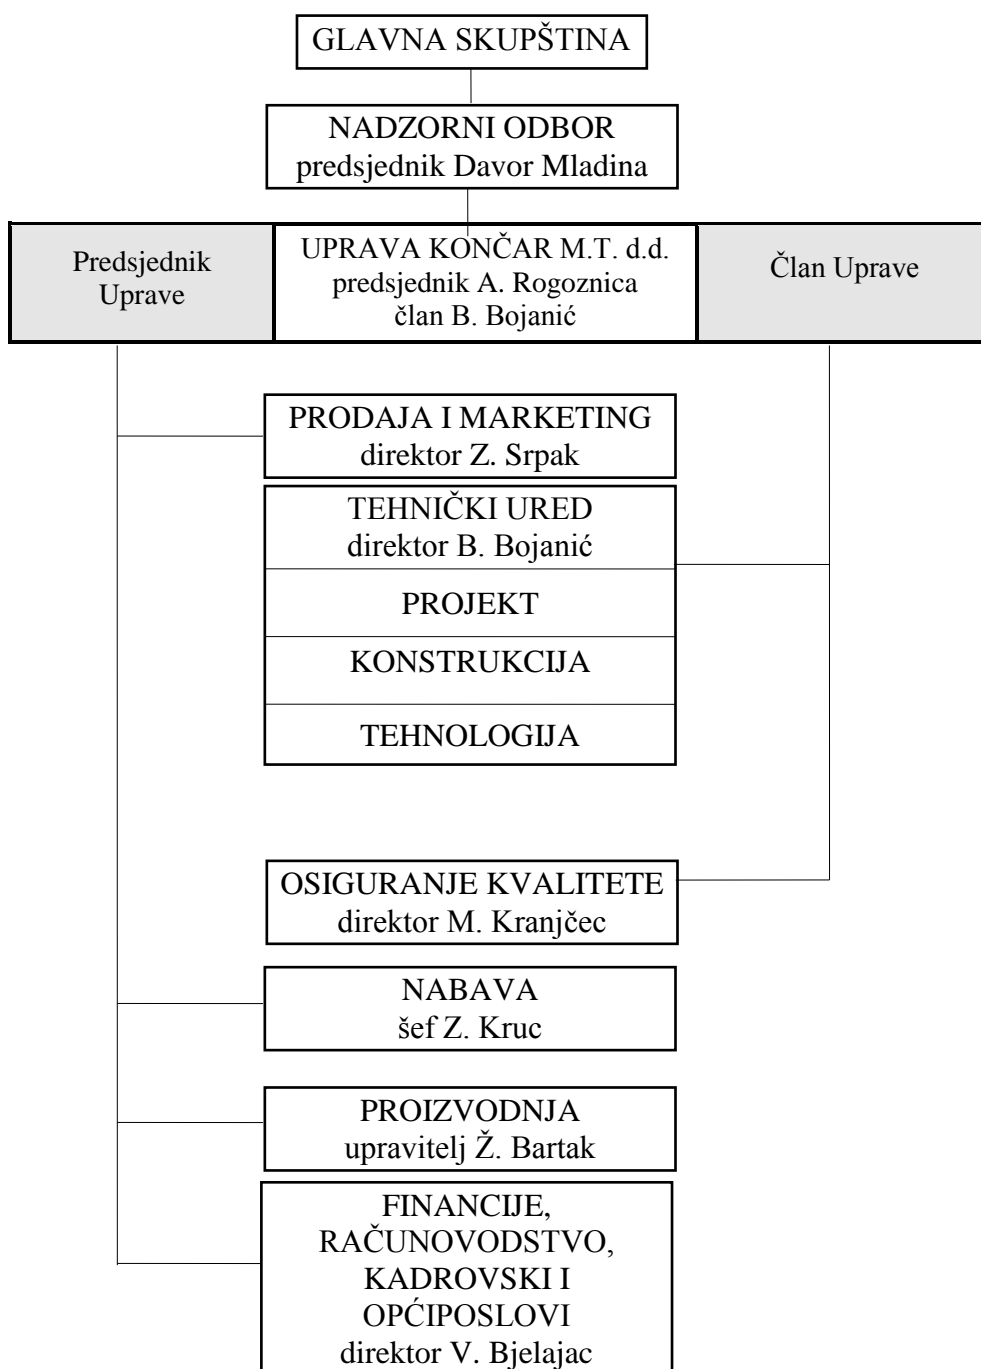 GLAVNA SKUPŠTINA
NADZORNI ODBOR
predsjednik Davor Mladina
Predsjednik
Uprave
UPRAVA KONČAR M.T. d.d.
predsjednik A. Rogoznica
član B. Bojanić
Član Uprave
PRODAJA I MARKETING
direktor Z. Srpak
TEHNIČKI URED
direktor B. Bojanić
PROJEKT
KONSTRUKCIJA
TEHNOLOGIJA
OSIGURANJE KVALITETE
direktor M. Kranjčec
NABAVA
šef Z. Kruc
PROIZVODNJA
upravitelj Ž. Bartak
FINANCIJE,
RAČUNOVODSTVO,
KADROVSKI I
OPĆIPOSLOVI
direktor V. Bjelajac